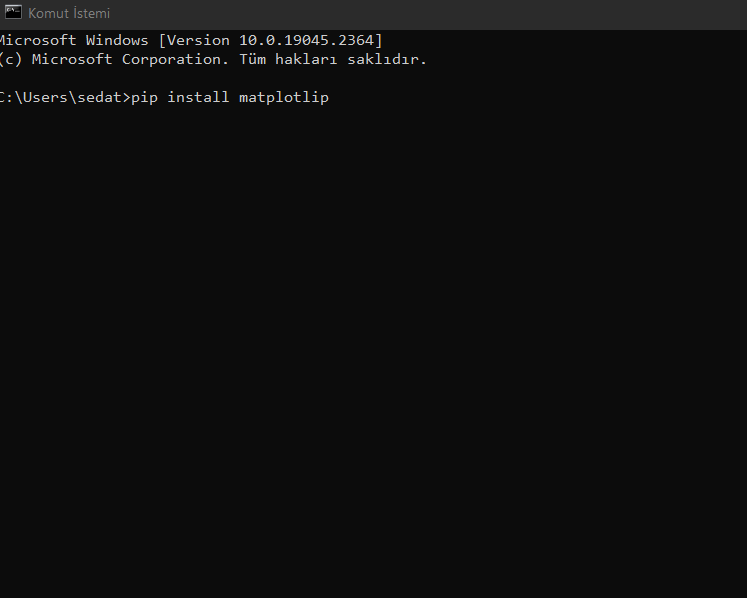 Komut İstemi
Microsoft Windows [Version 10.0.19045.2364]
(c) Microsoft Corporation. Tüm hakları saklıdır.
C:\Users\sedat>pip install matplotlip